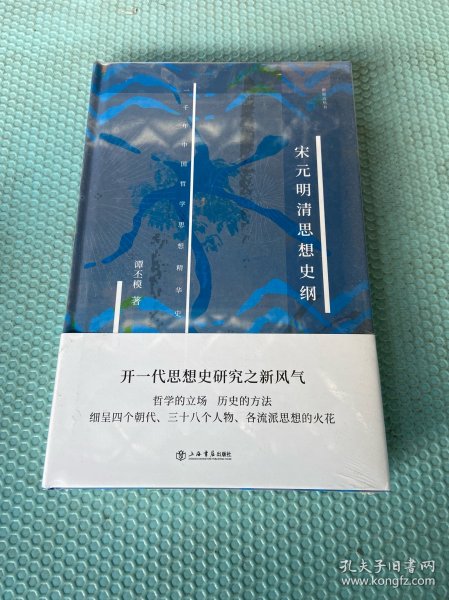 宋元明清思想史纲
一千年中国哲学思想精华史
谭丕模 著
开一代思想史研究之新风气
哲学的立场 历史的方法
细呈四个朝代、三十八个人物、各流派思想的火花
上海书店出版社
孔夫子旧书网
www.kongfz.com